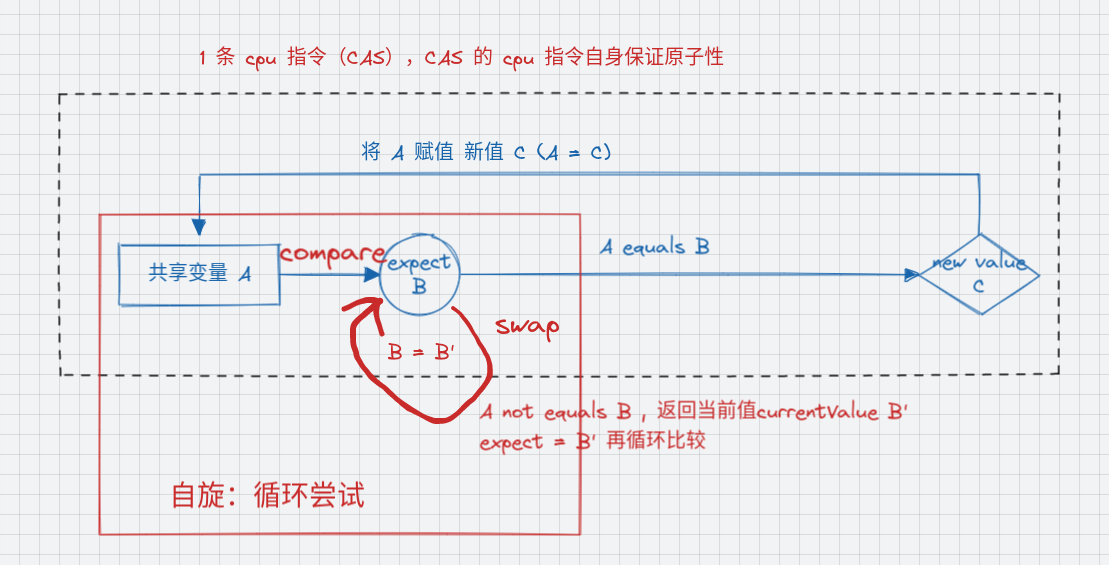 1 条 cpu 指令（CAS），CAS 的 cpu 指令自身保证原子性
将 A 赋值 新值 C (A = C)
共享变量 A
compare
expect
B
A equals B
new value
C
swap
B = B'
A not equals B ，返回当前值currentValue B'
expect = B' 再循环比较
自旋：循环尝试